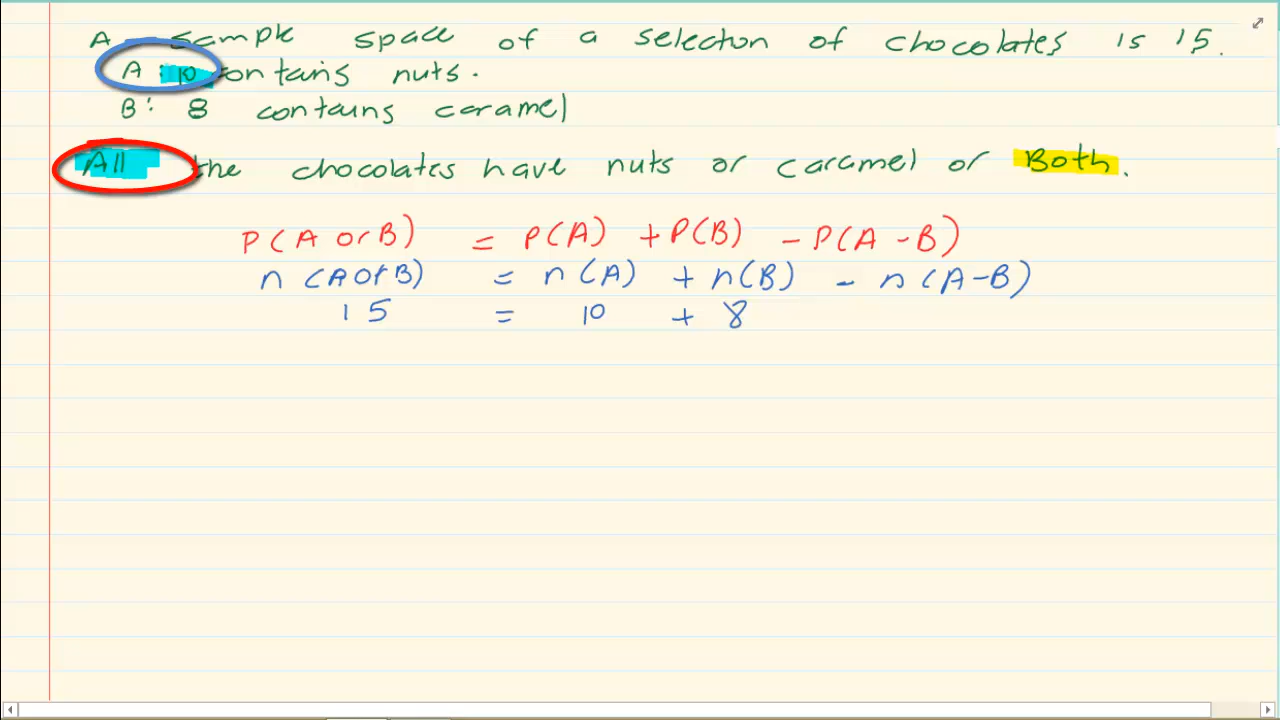 A sample space of a selecton of chocolates is 15.
A : 10 contains nuts.
B : 8 contains caramel
All the chocolates have nuts or caramel or Both.
P(A or B) = P(A) + P(B) - P(A - B)
n(A or B) = n(A) + n(B) - n(A-B)
15 = 10 + 8